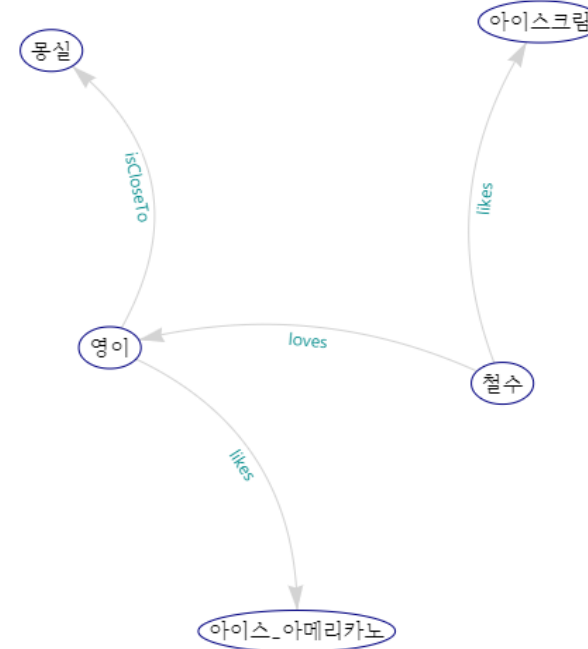 아이스크림
몽실
isCloseTo
likes
loves
영이
철수
likes
아이스_아메리카노